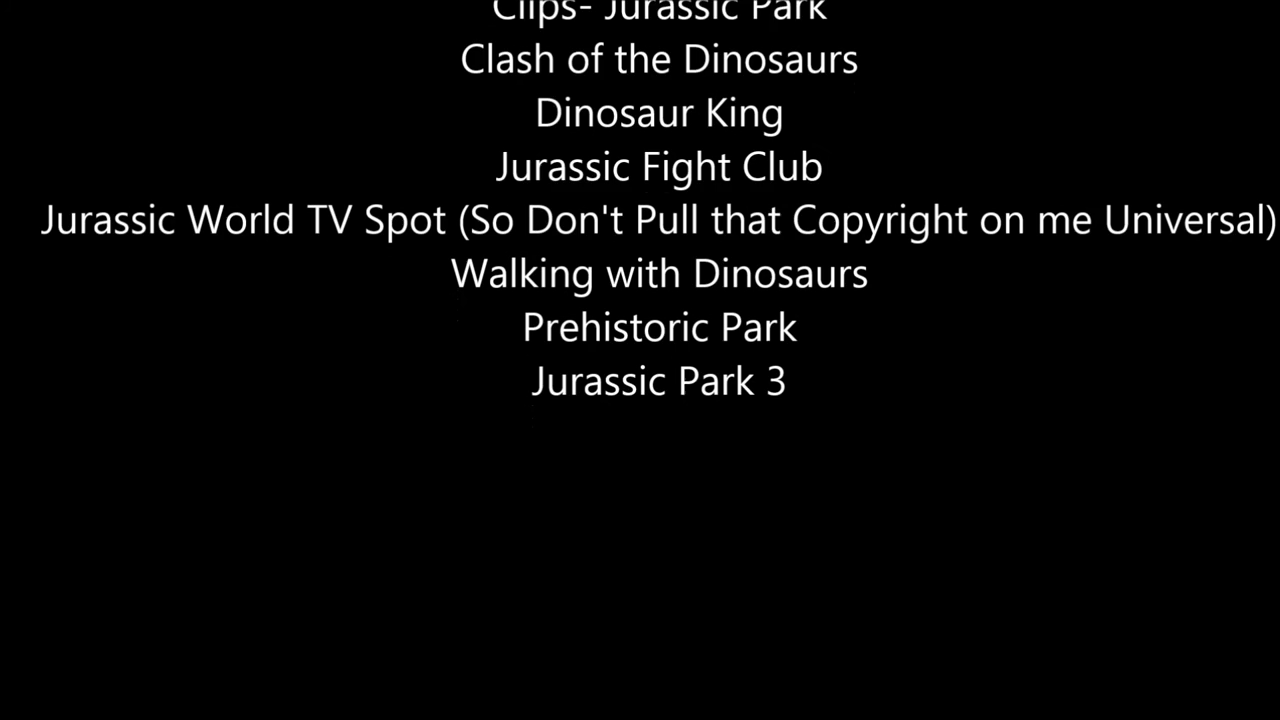 Clips- Jurassic Park
Clash of the Dinosaurs
Dinosaur King
Jurassic Fight Club
Jurassic World TV Spot (So Don't Pull that Copyright on me Universal)
Walking with Dinosaurs
Prehistoric Park
Jurassic Park 3